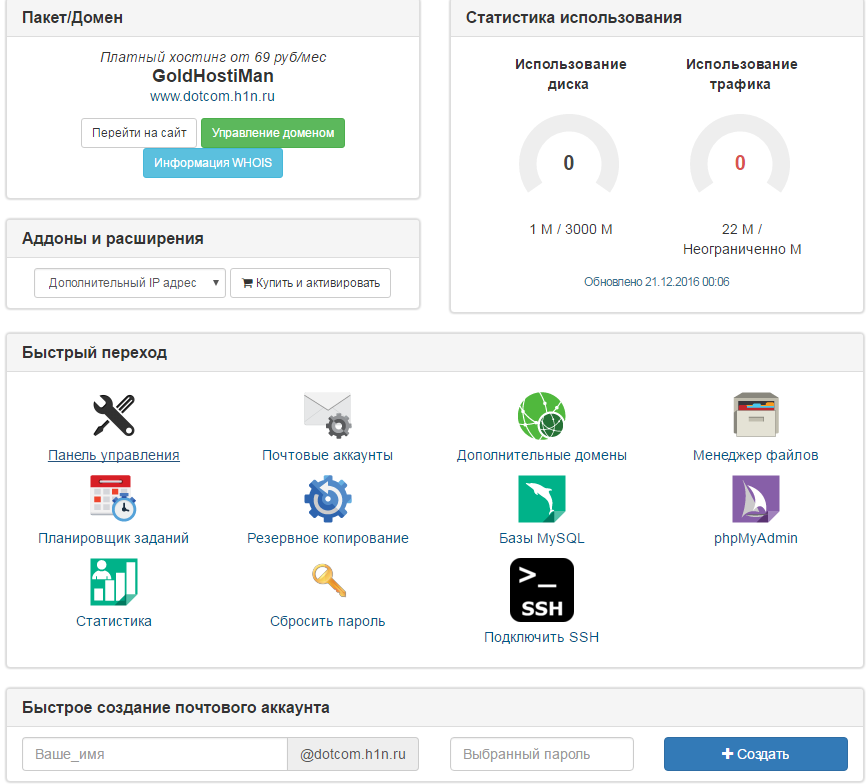 Пакет/Домен
Платный хостинг от 69 руб/мес
GoldHostiMan
www.dotcom.h1n.ru
Перейти на сайт
Управление доменом
Информация WHOIS
Статистика использования
Использование
диска
Использование
трафика
0
0
1 М / 3000 М
22 М /
Неограниченно М
Обновлено 21.12.2016 00:06
Аддоны и расширения
Дополнительный IP адрес
Купить и активировать
Быстрый переход
Панель управления
Почтовые аккаунты
Дополнительные домены
Менеджер файлов
Планировщик заданий
Резервное копирование
Базы MySQL
phpMyAdmin
>_
SSH
Статистика
Сбросить пароль
Подключить SSH
Быстрое создание почтового аккаунта
Ваше_имя
@dotcom.h1n.ru
Выбранный пароль
Создать